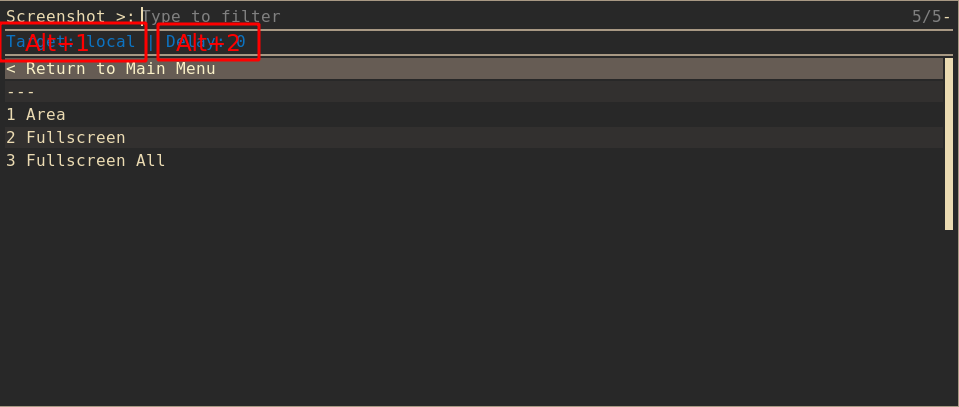 Screenshot >: Type to filter 5/5-
Target: local | Delay: 0
Alt+1 Alt+2
< Return to Main Menu
---
1 Area
2 Fullscreen
3 Fullscreen All